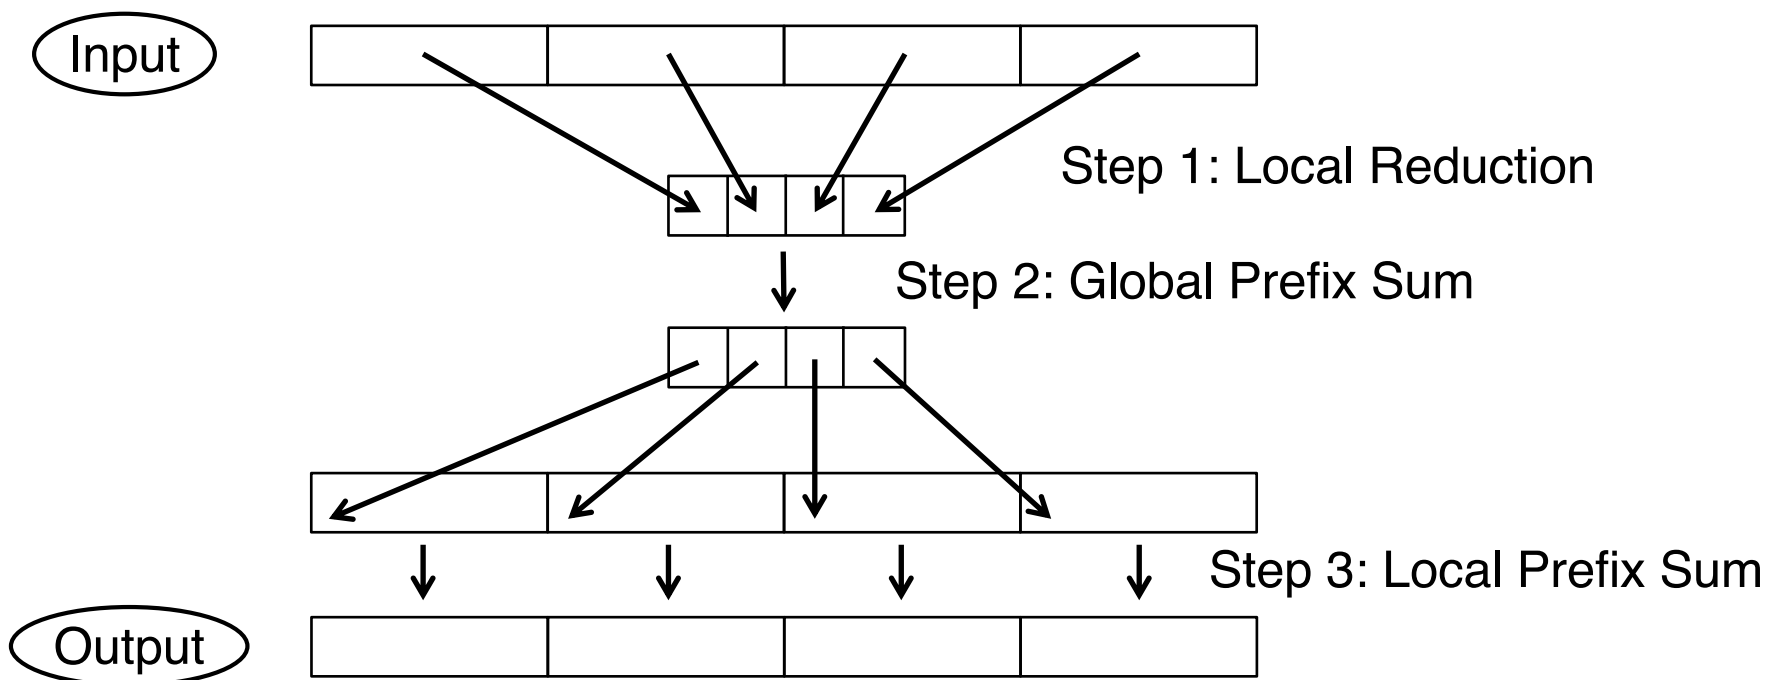 Input
Step 1: Local Reduction
Step 2: Global Prefix Sum
Step 3: Local Prefix Sum
Output